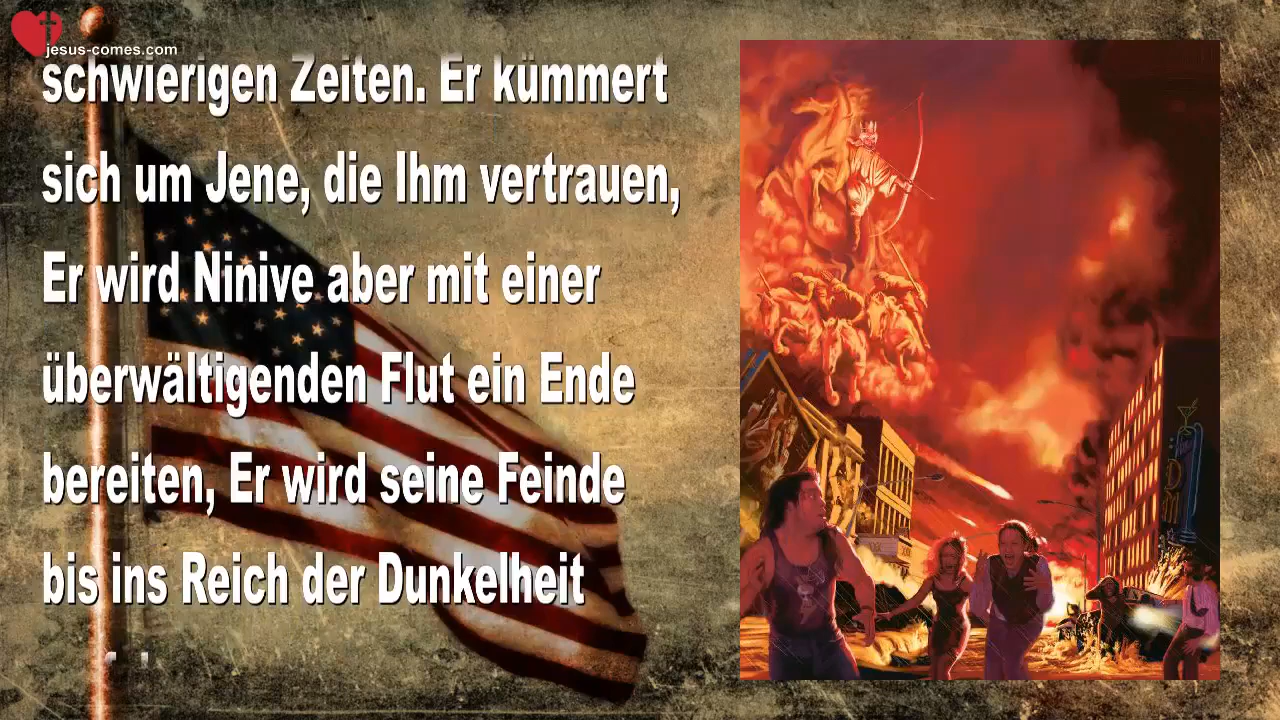 jesus-comes.com
schwierigen Zeiten. Er kümmert
sich um Jene, die Ihm vertrauen,
Er wird Ninive aber mit einer
überwältigenden Flut ein Ende
bereiten, Er wird seine Feinde
bis ins Reich der Dunkelheit